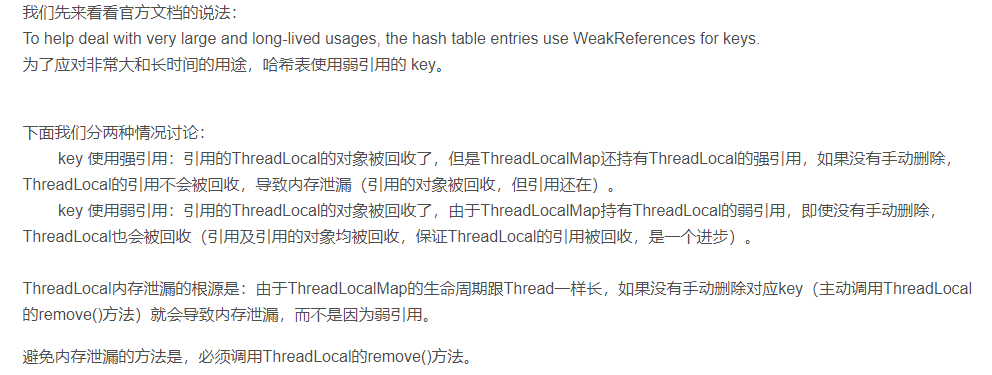 我们先来看看官方文档的说法：
To help deal with very large and long-lived usages, the hash table entries use WeakReferences for keys.
为了应对非常大和长时间的用途，哈希表使用弱引用的 key。
下面我们分两种情况讨论：
key 使用强引用：引用的ThreadLocal的对象被回收了，但是ThreadLocalMap还持有ThreadLocal的强引用，如果没有手动删除，
ThreadLocal的引用不会被回收，导致内存泄漏（引用的对象被回收，但引用还在）。
key 使用弱引用：引用的ThreadLocal的对象被回收了，由于ThreadLocalMap持有ThreadLocal的弱引用，即使没有手动删除，
ThreadLocal也会被回收（引用及引用的对象均被回收，保证ThreadLocal的引用被回收，是一个进步）。
ThreadLocal内存泄漏的根源是：由于ThreadLocalMap的生命周期跟Thread一样长，如果没有手动删除对应key（主动调用ThreadLocal
的remove()方法）就会导致内存泄漏，而不是因为弱引用。
避免内存泄漏的方法是，必须调用ThreadLocal的remove()方法。